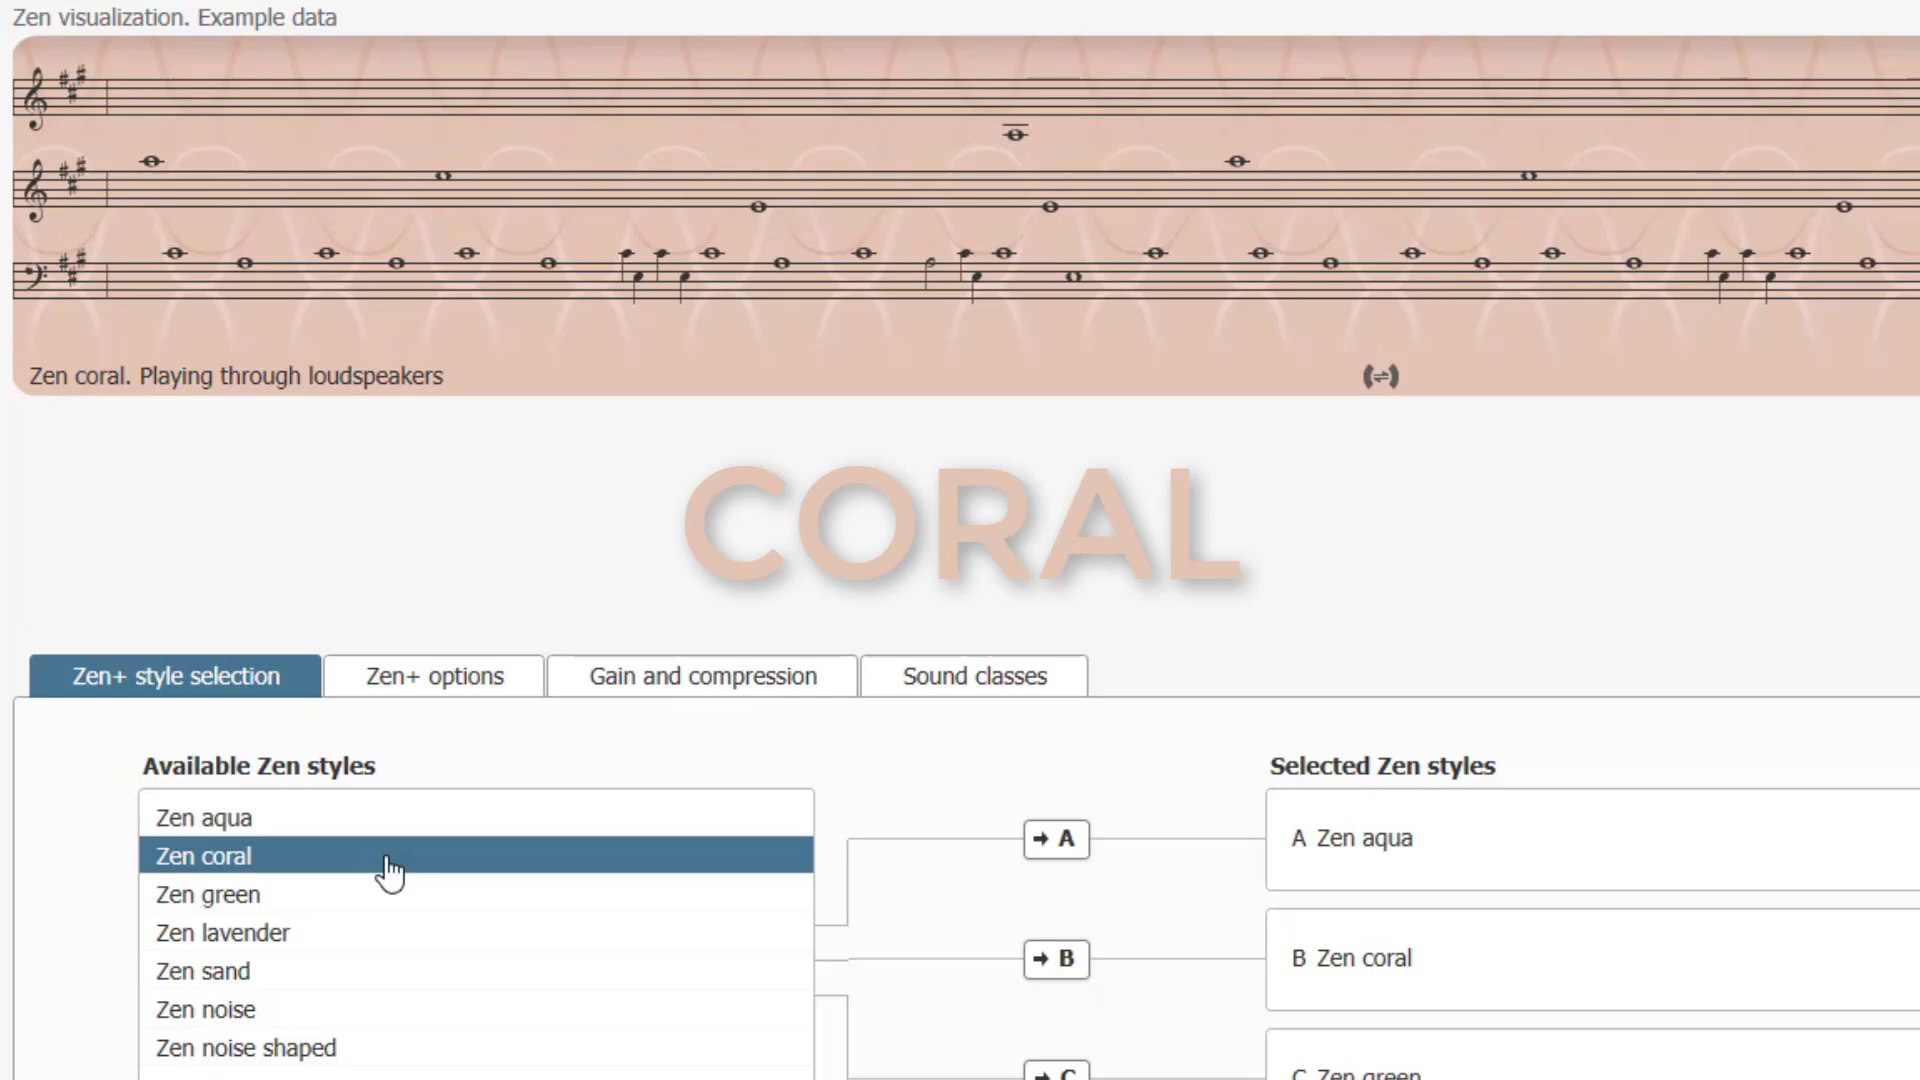 Zen visualization. Example data
Zen coral. Playing through loudspeakers
CORAL
Zen+ style selection
Zen+ options
Gain and compression
Sound classes
Available Zen styles
Zen aqua
Zen coral
Zen green
Zen lavender
Zen sand
Zen noise
Zen noise shaped
A
B
C
Selected Zen styles
A Zen aqua
B Zen coral
C Zen green